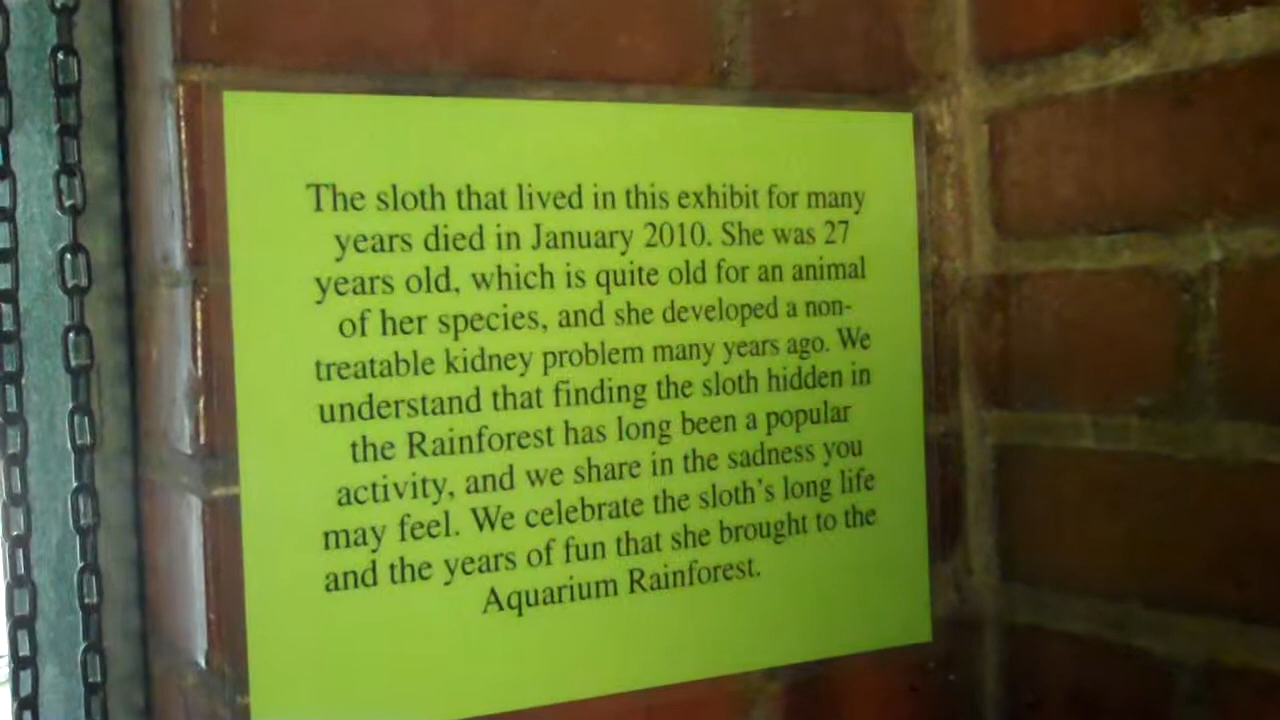 The sloth that lived in this exhibit for many
years died in January 2010. She was 27
years old, which is quite old for an animal
of her species, and she developed a non-
treatable kidney problem many years ago. We
understand that finding the sloth hidden in
the Rainforest has long been a popular
activity, and we share in the sadness you
may feel. We celebrate the sloth's long life
and the years of fun that she brought to the
Aquarium Rainforest.